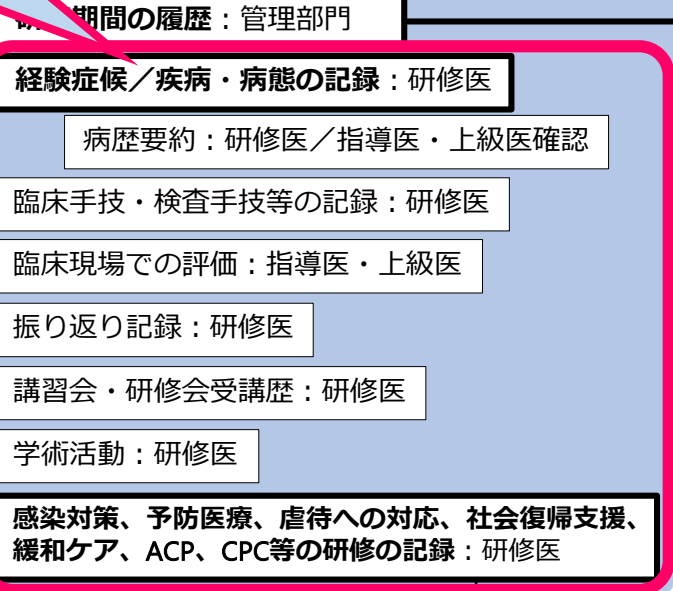 期間の履歴：管理部門
経験症候／疾病・病態の記録：研修医
病歴要約：研修医／指導医・上級医確認
臨床手技・検査手技等の記録：研修医
臨床現場での評価：指導医・上級医
振り返り記録：研修医
講習会・研修会受講歴：研修医
学術活動：研修医
感染対策、予防医療、虐待への対応、社会復帰支援、
緩和ケア、ACP、CPC等の研修の記録：研修医